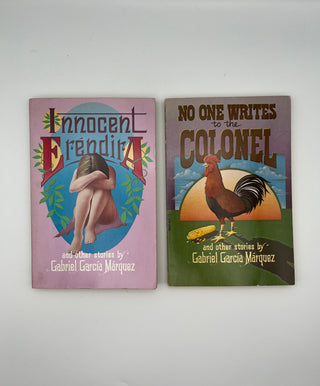 Innocent
Eréndira
and other stories by
Gabriel García Márquez
NO ONE WRITES
to the
COLONEL
and other stories by
Gabriel García Márquez